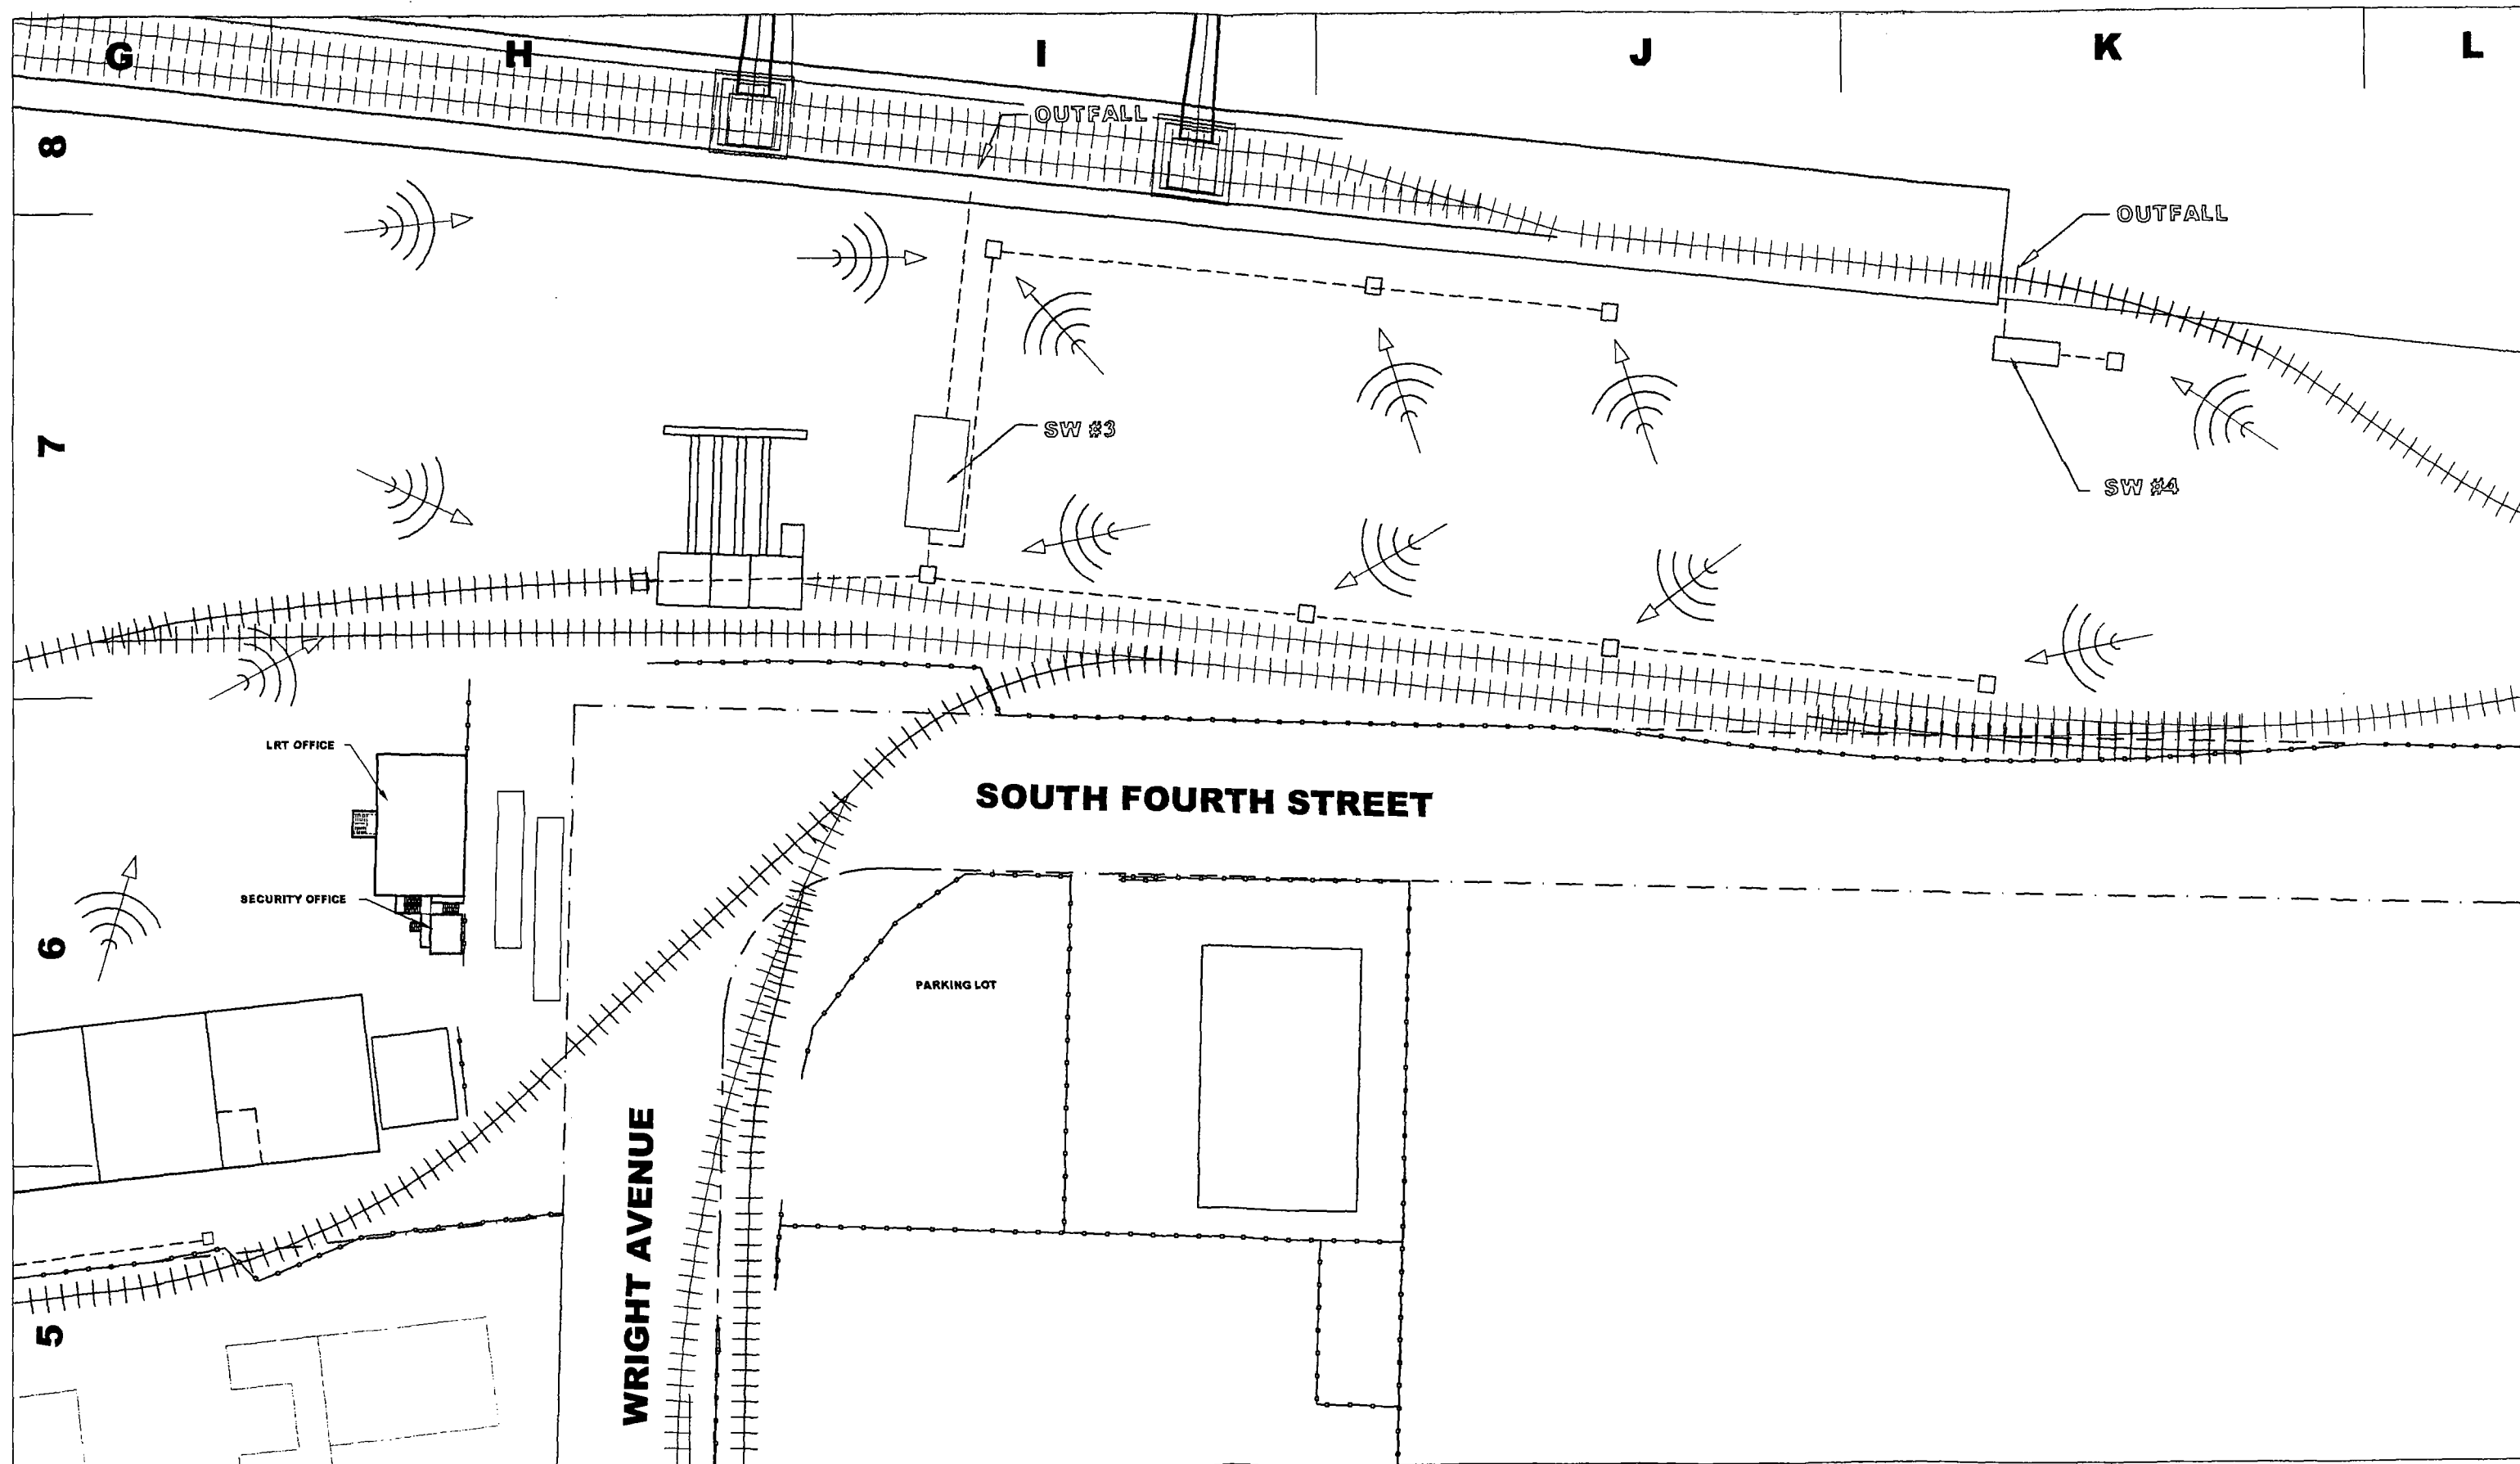 G
H
I
J
K
L
OUTFALL
8
OUTFALL
SW #3
7
SW #4
LRT OFFICE
SOUTH FOURTH STREET
SECURITY OFFICE
6
PARKING LOT
WRIGHT AVENUE
5